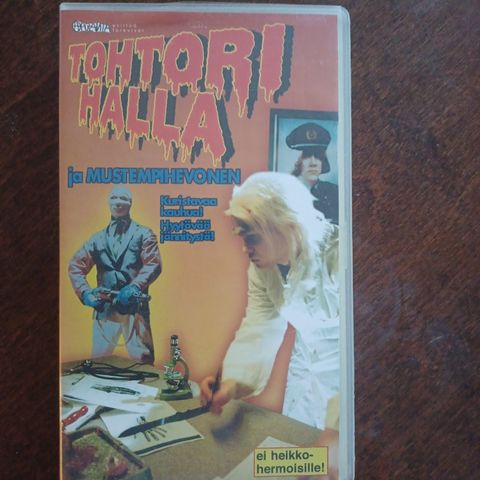 TOHTORI
HALLA
ja MUSTEMPIHEVONEN
Kuristavaa
kauhua!
Hyytävää
jännitystä!
ei heikko-
hermoisille!